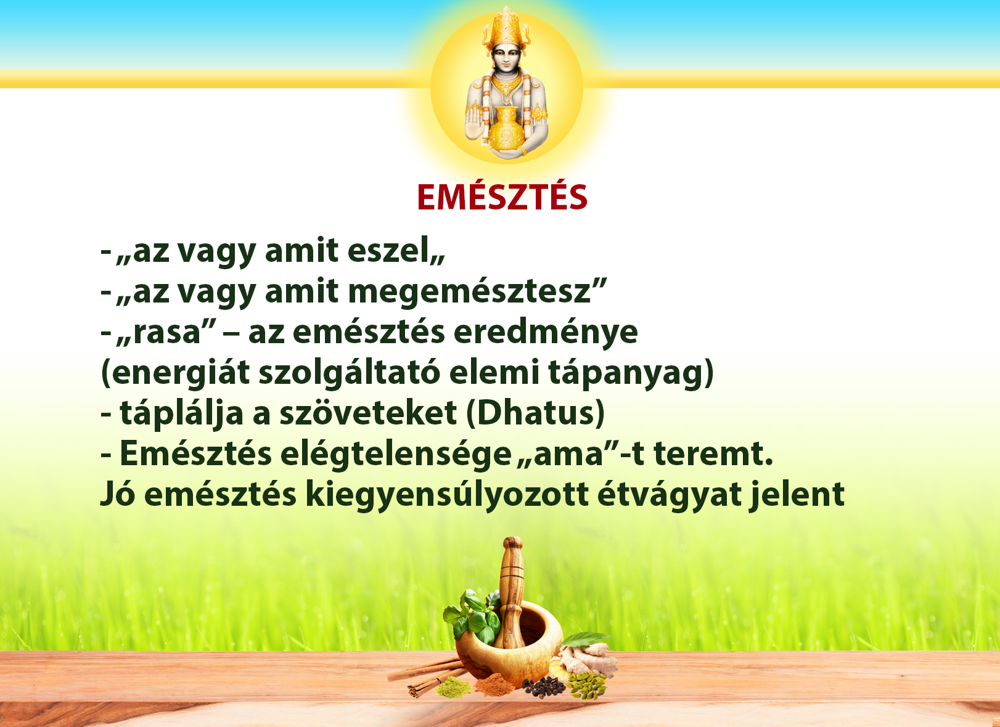 EMÉSZTÉS
- „az vagy amit eszel„
- „az vagy amit megemésztesz”
- „rasa” – az emésztés eredménye
(energiát szolgáltató elemi tápanyag)
- táplálja a szöveteket (Dhatus)
- Emésztés elégtelensége „ama”-t teremt.
Jó emésztés kiegyensúlyozott étvágyat jelent